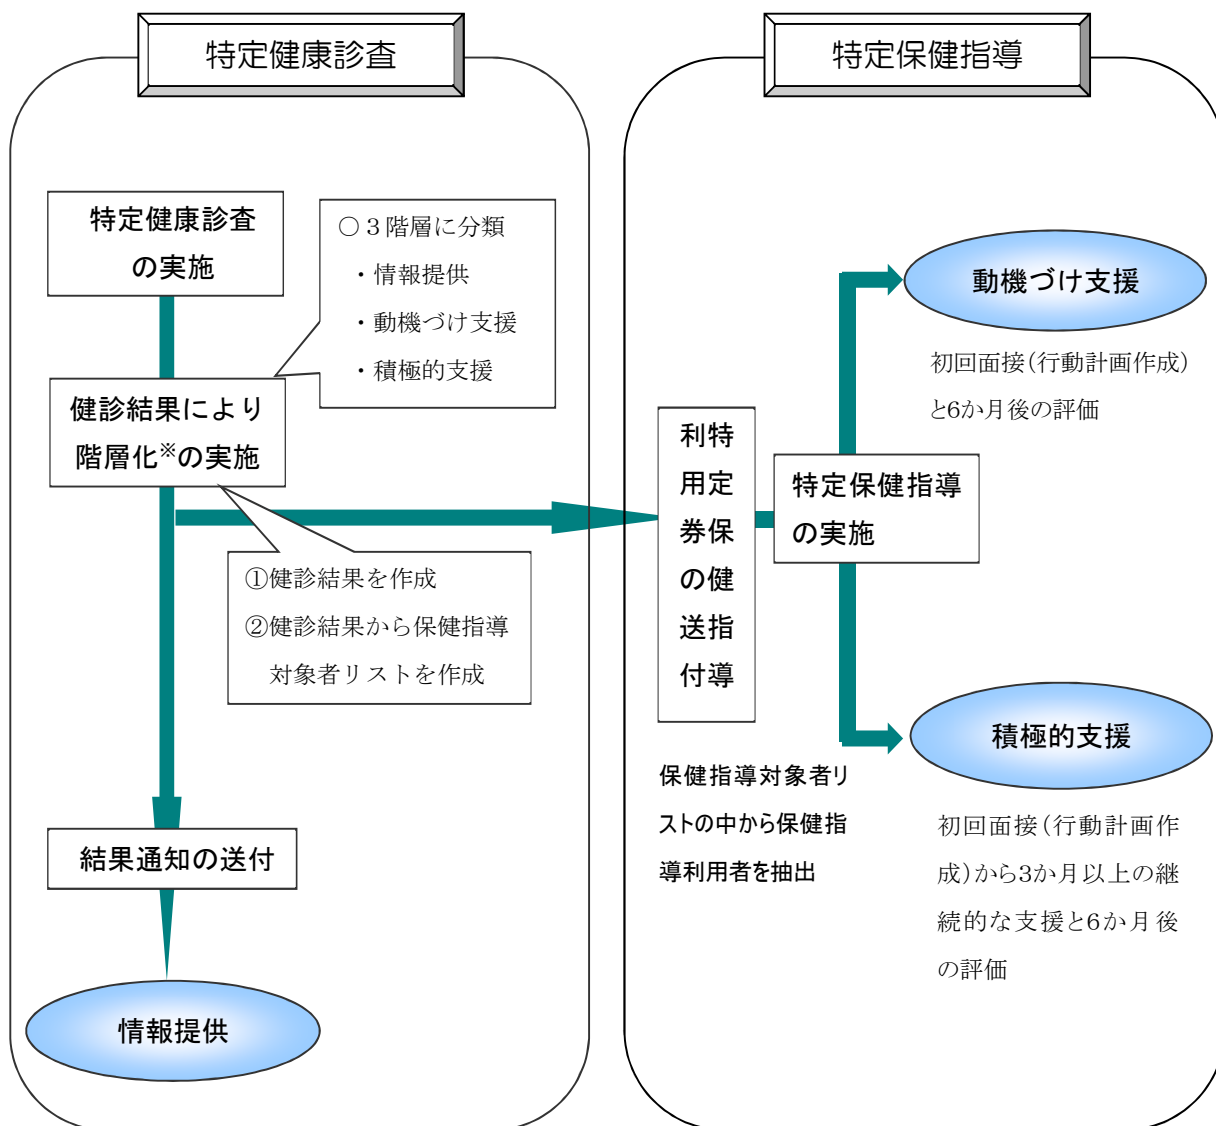 特定健康診査
特定健康診査
の実施
○３階層に分類
・情報提供
・動機づけ支援
・積極的支援
健診結果により
階層化※の実施
①健診結果を作成
②健診結果から保健指導
対象者リストを作成
結果通知の送付
情報提供
特定保健指導
特定保健指導
利用券の送付
保健指導対象者リ
ストの中から保健指
導利用者を抽出
特定保健指導
の実施
動機づけ支援
初回面接(行動計画作成)
と6か月後の評価
積極的支援
初回面接(行動計画作
成)から3か月以上の継
続的な支援と6か月後
の評価